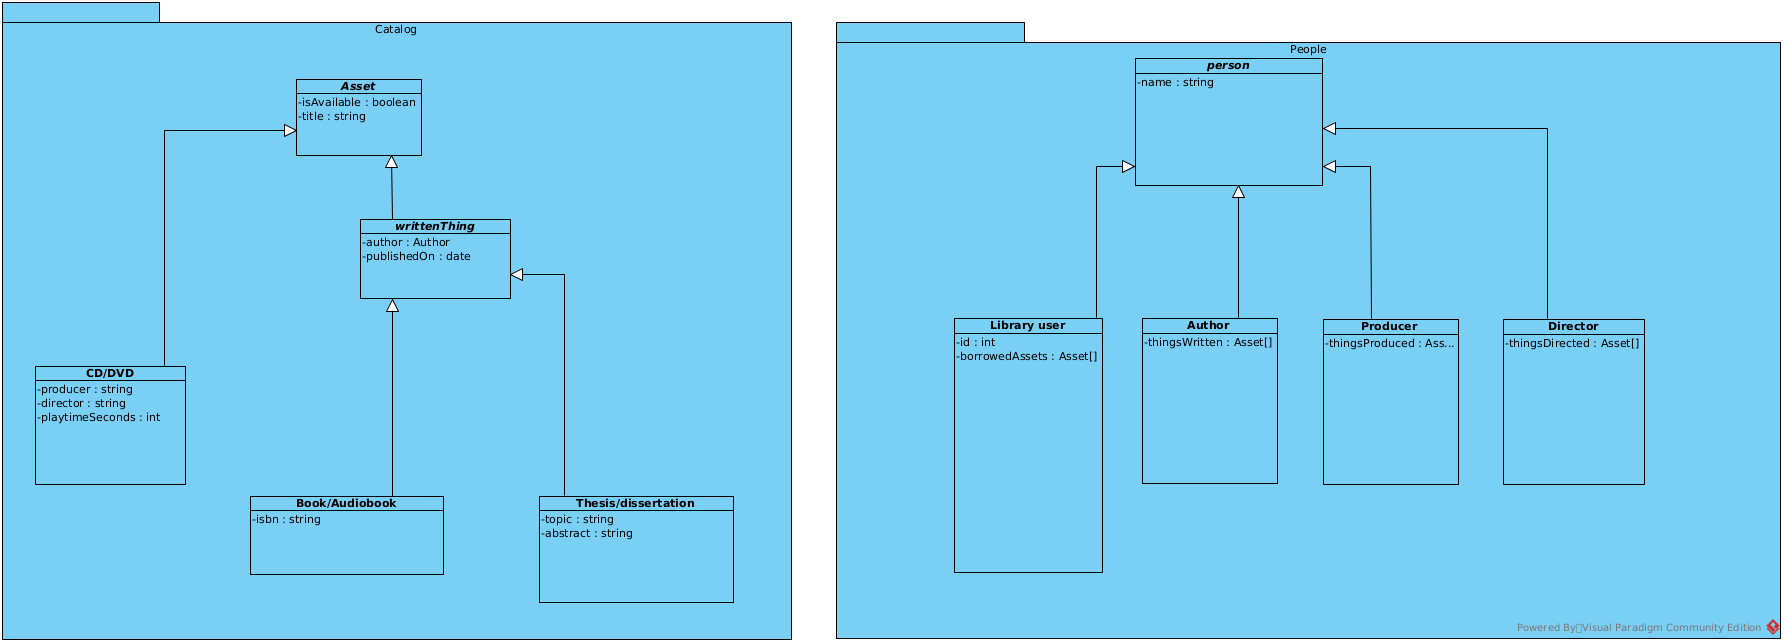 Catalog
Asset
-isAvailable : boolean
-title : string
writtenThing
-author : Author
-publishedOn : date
CD/DVD
-producer : string
-director : string
-playtimeSeconds : int
Book/Audiobook
-isbn : string
Thesis/dissertation
-topic : string
-abstract : string
People
person
-name : string
Library user
-id : int
-borrowedAssets : Asset[]
Author
-thingsWritten : Asset[]
Producer
-thingsProduced : Ass...
Director
-thingsDirected : Asset[]
Powered By▯Visual Paradigm Community Edition